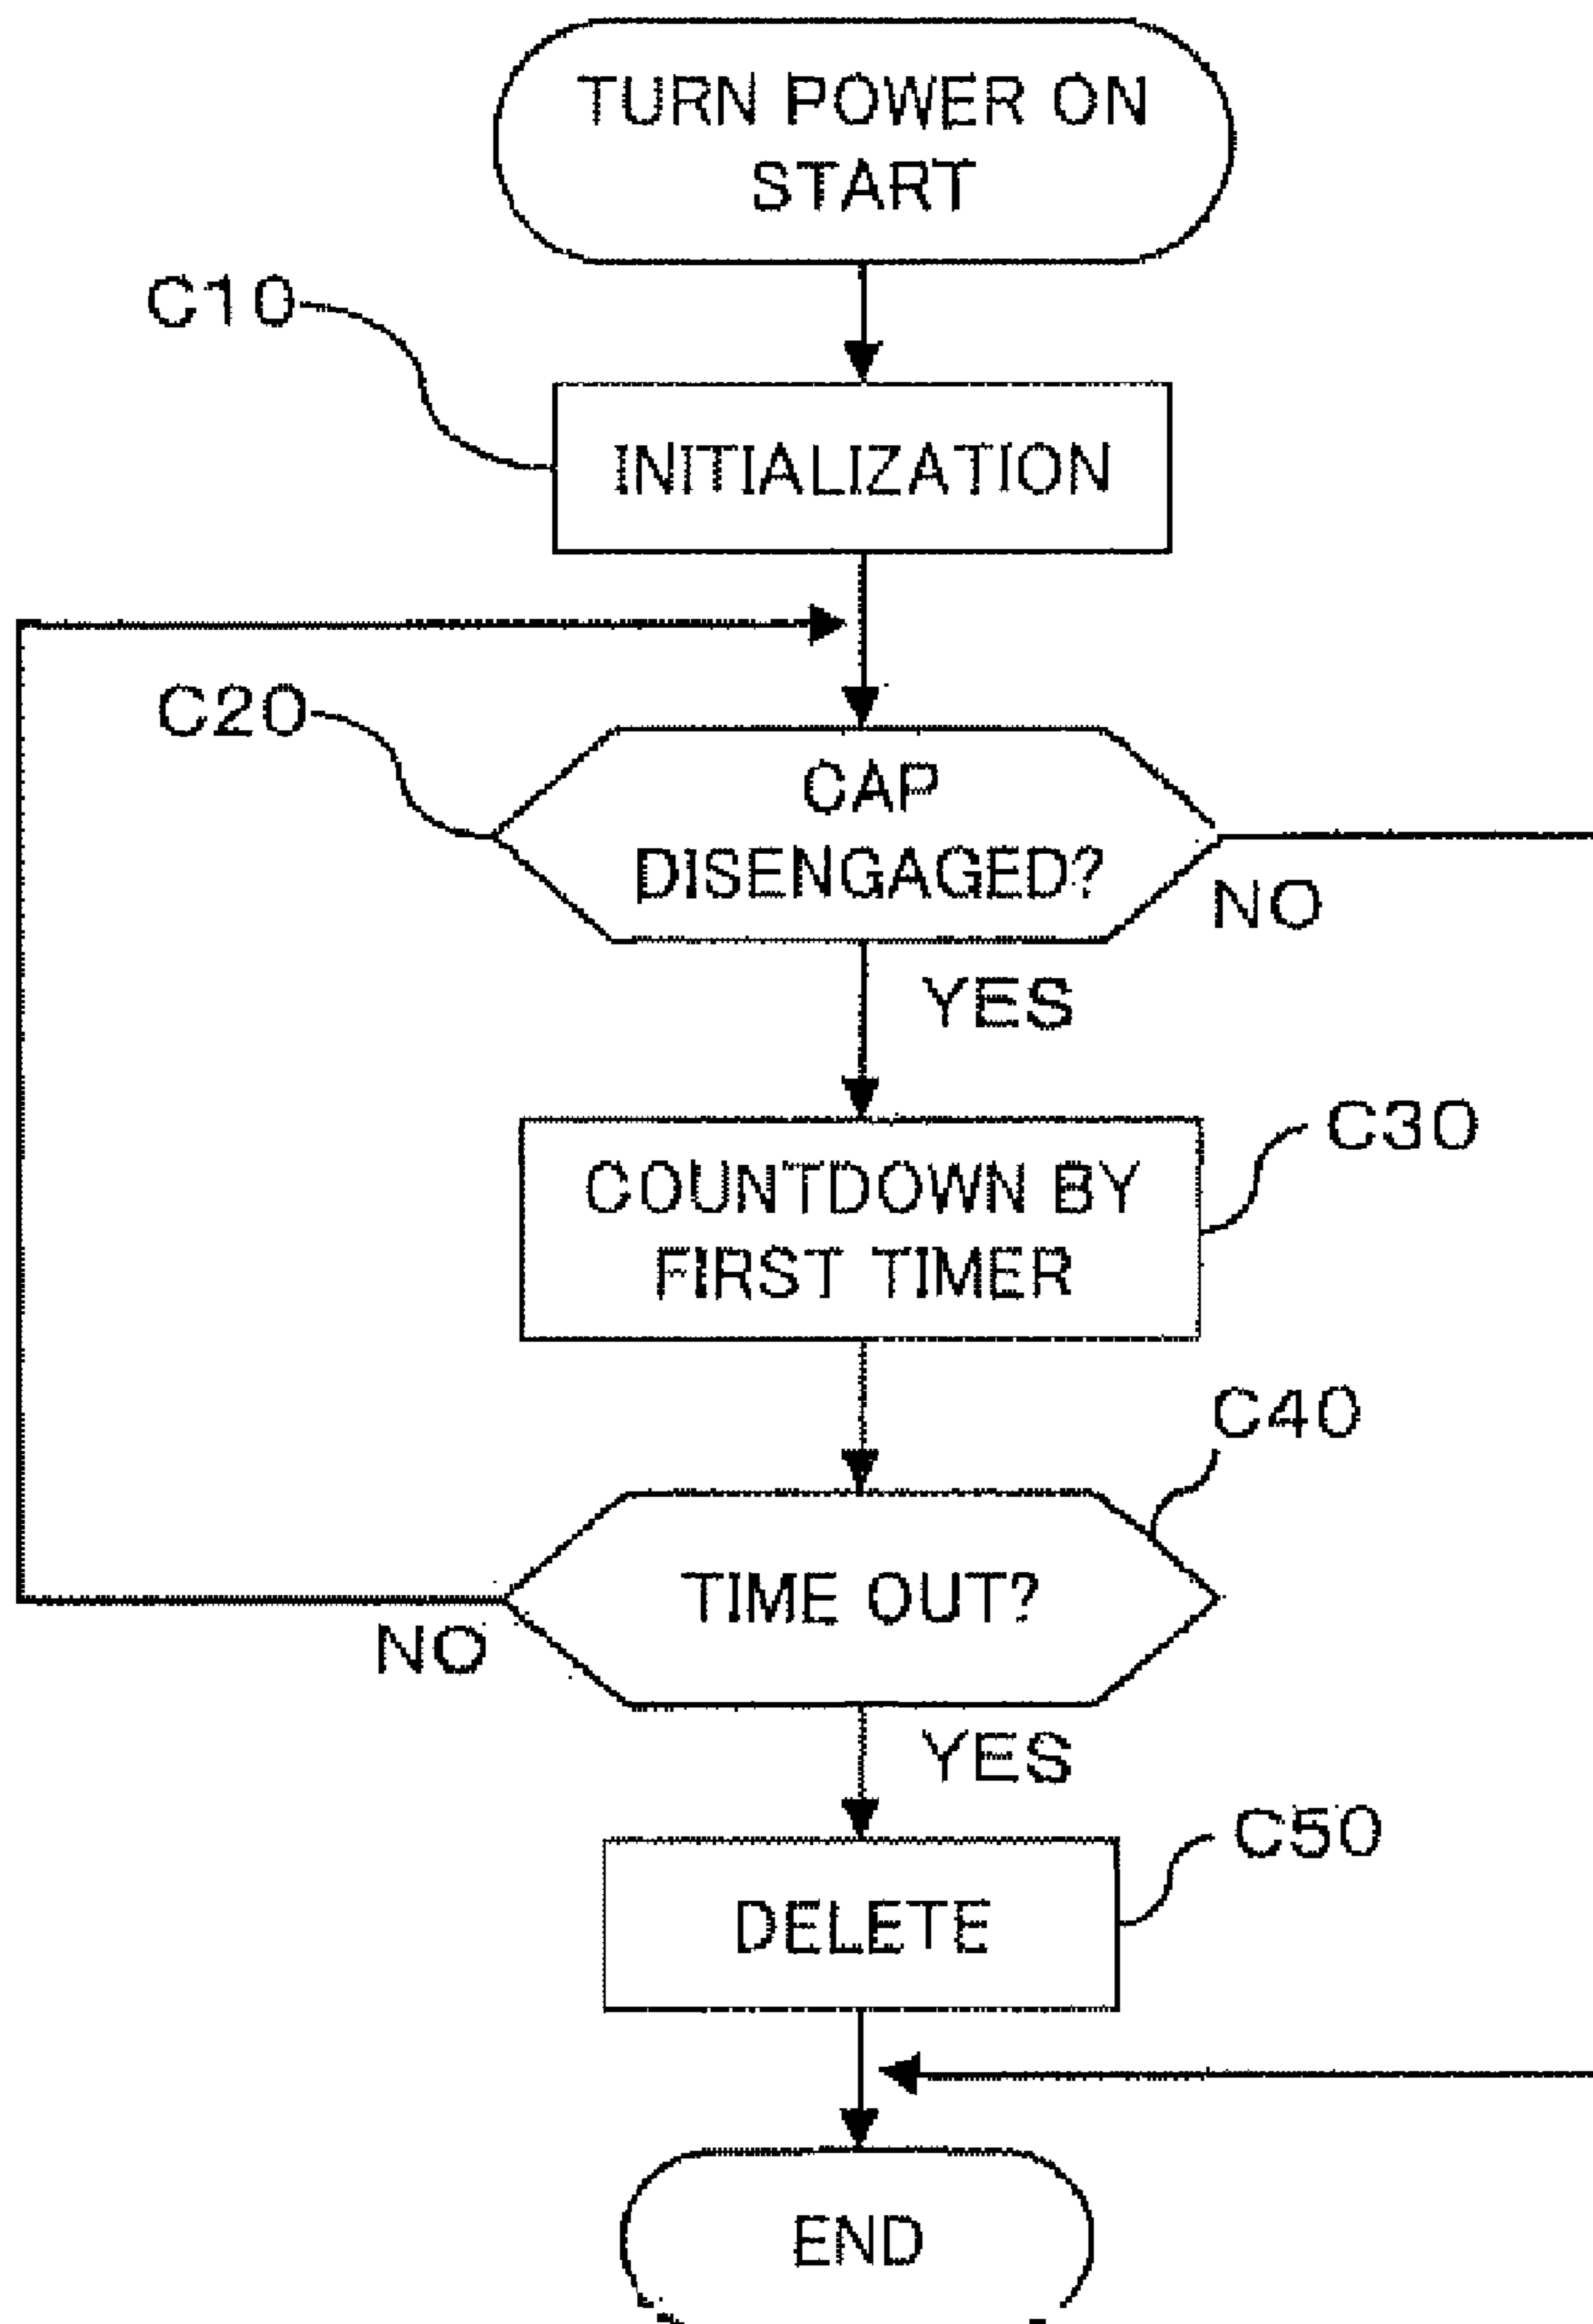 TURN POWER ON
START
C10
INITIALIZATION
C20
CAP
DISENGAGED?
NO
YES
C30
COUNTDOWN BY
FIRST TIMER
C40
TIME OUT?
NO
YES
C50
DELETE
END